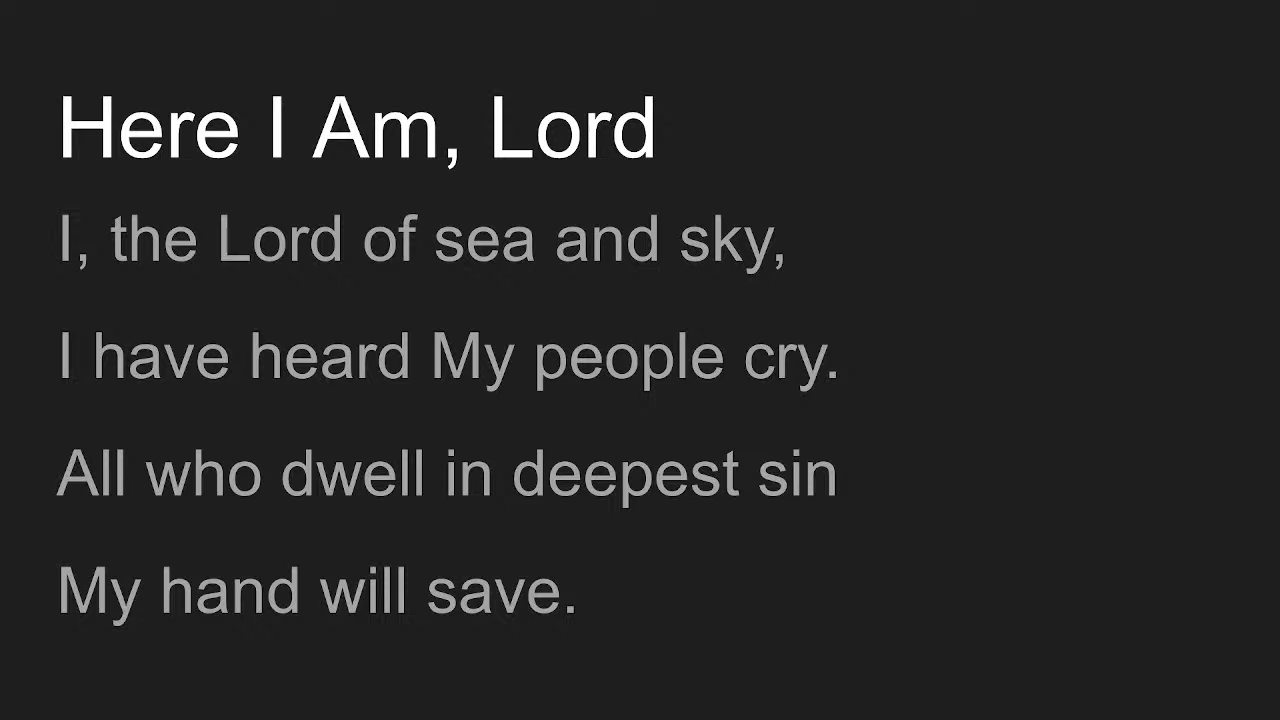 Here I Am, Lord
I, the Lord of sea and sky,
I have heard My people cry.
All who dwell in deepest sin
My hand will save.